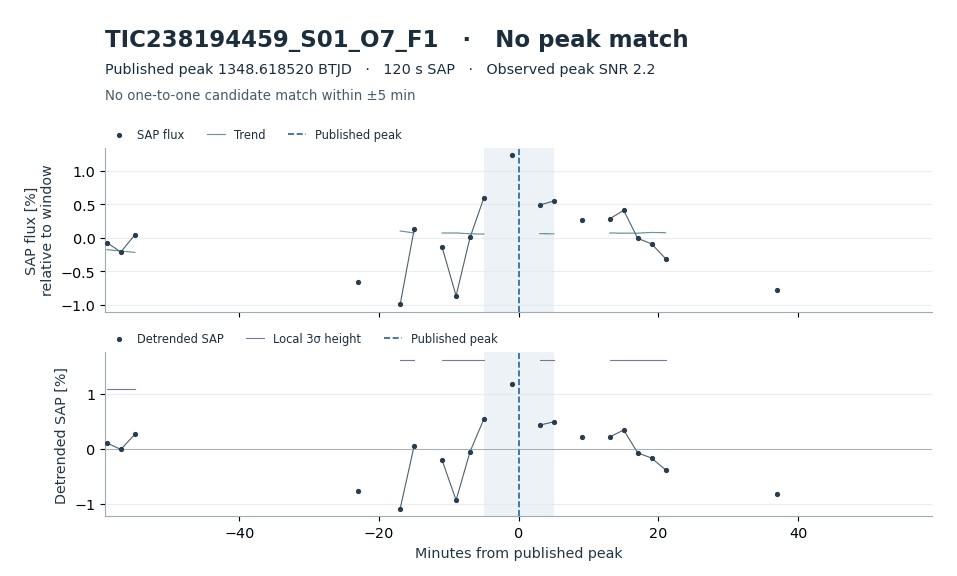 TIC238194459_S01_O7_F1 · No peak match
Published peak 1348.618520 BTJD · 120 s SAP · Observed peak SNR 2.2
No one-to-one candidate match within ±5 min
SAP flux Trend Published peak
SAP flux [%]
relative to window
1.0
0.5
0.0
−0.5
−1.0
Detrended SAP Local 3σ height Published peak
Detrended SAP [%]
1
0
−1
−40 −20 0 20 40
Minutes from published peak